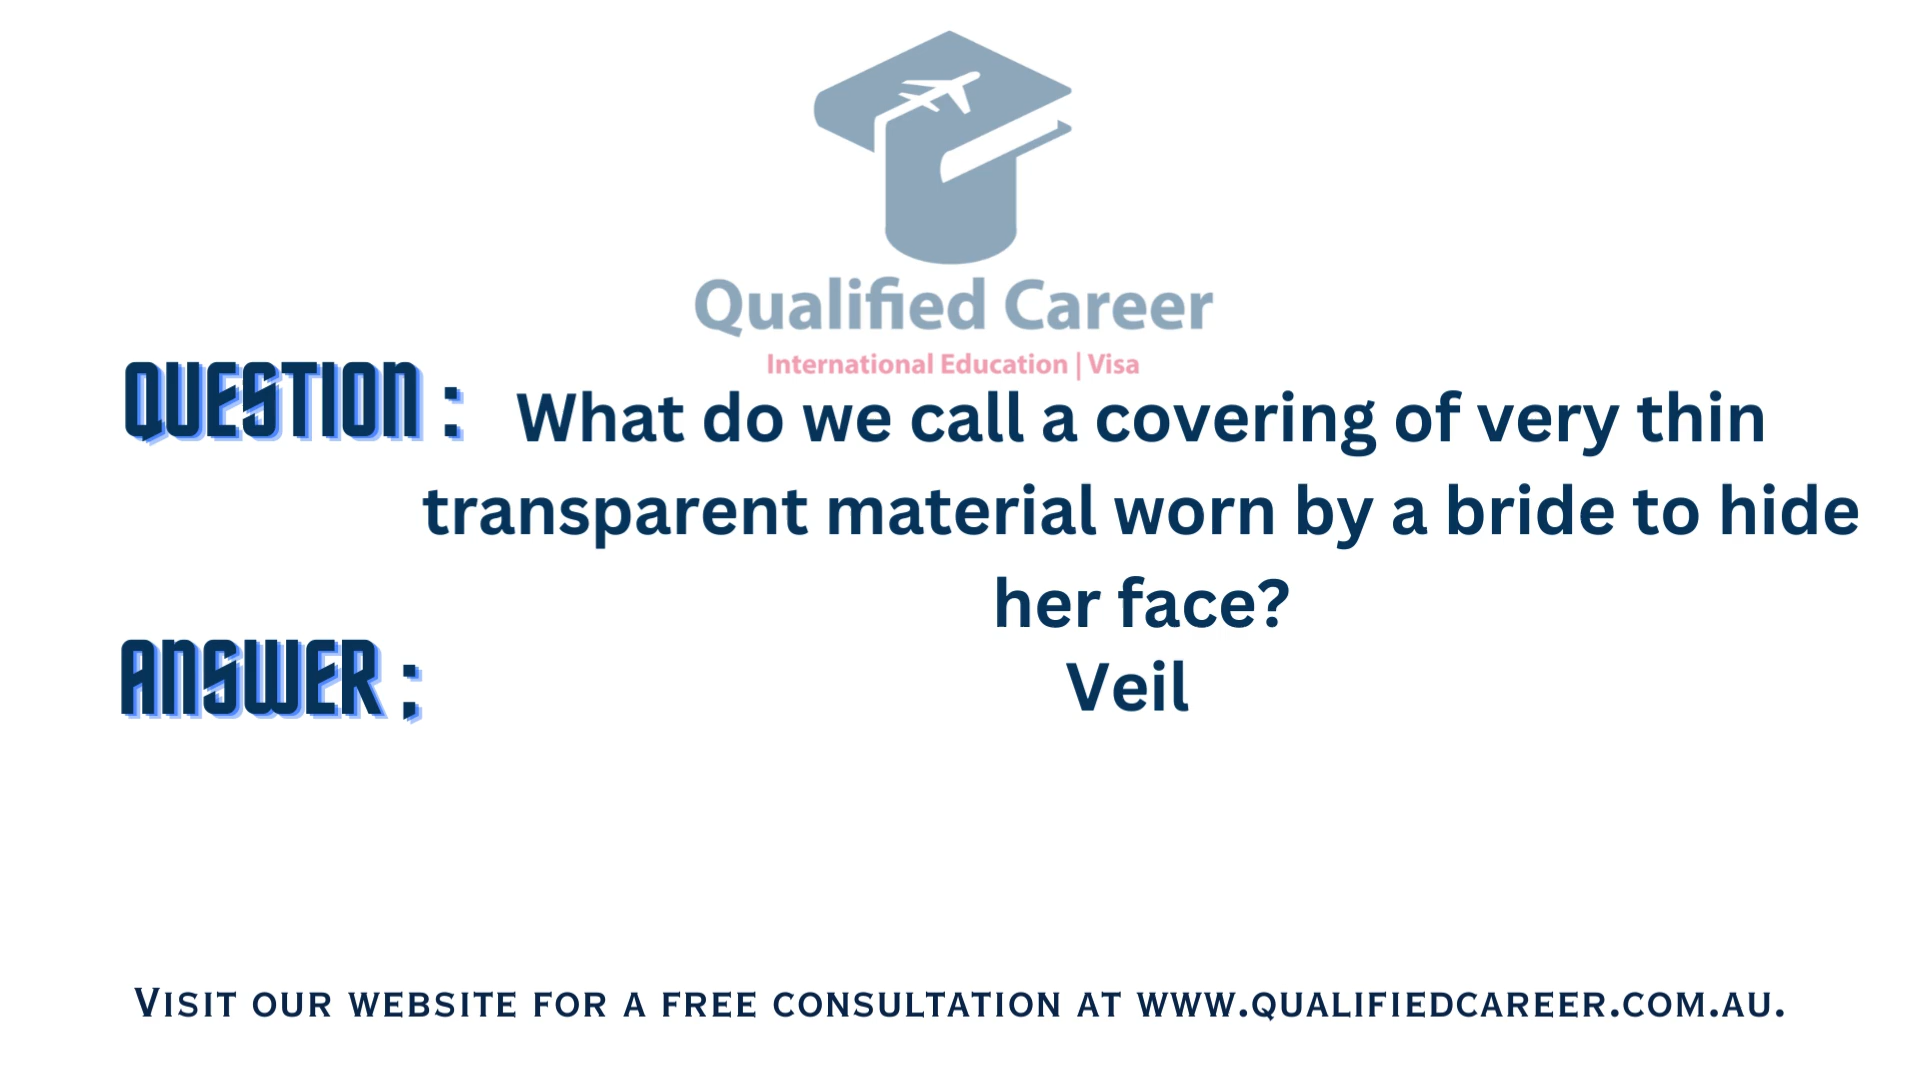 Qualified Career
International Education | Visa
QUESTION : What do we call a covering of very thin
transparent material worn by a bride to hide
her face?
ANSWER ; Veil
Visit our website for a free consultation at www.qualifiedcareer.com.au.